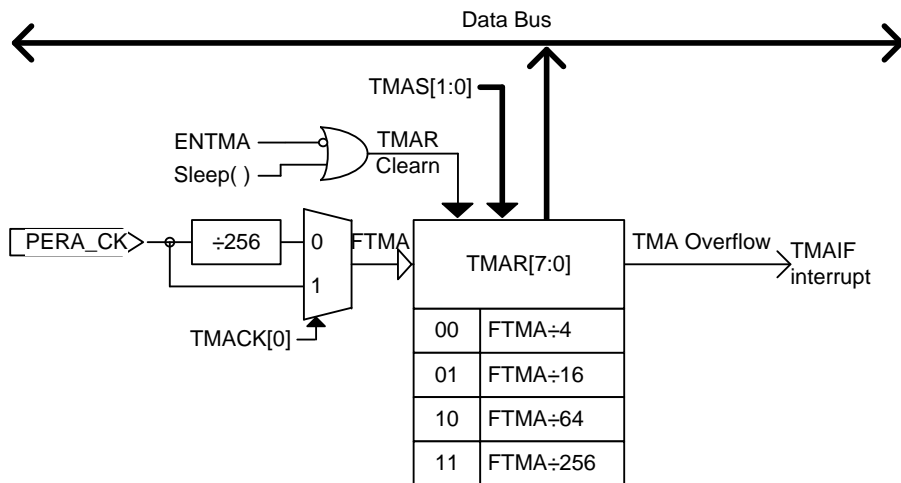 Data Bus
TMAS[1:0]
ENTMA
TMAR
Clearn
Sleep( )
PERA_CK
÷256
0
1
FTMA
TMAR[7:0]
TMA Overflow
TMAIF
interrupt
TMACK[0]
00 FTMA÷4
01 FTMA÷16
10 FTMA÷64
11 FTMA÷256